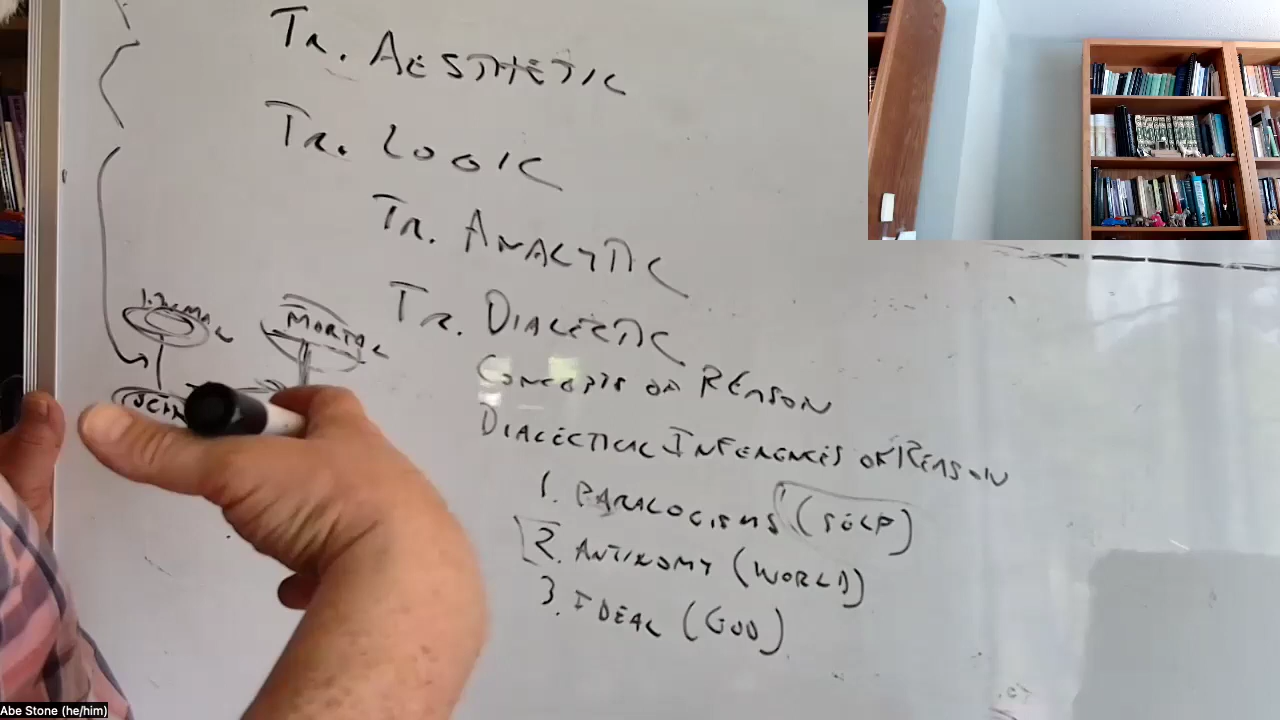 Tr. AESTHETIC
Tr. LOGIC
Tr. ANALYTIC
Tr. DIALECTIC
MORTAL
CONCEPTS OF REASON
DIALECTICAL INFERENCES OF REASON
1. PARALOGISMS (SELF)
2. ANTINOMY (WORLD)
3. IDEAL (GOD)
Abe Stone (he/him)